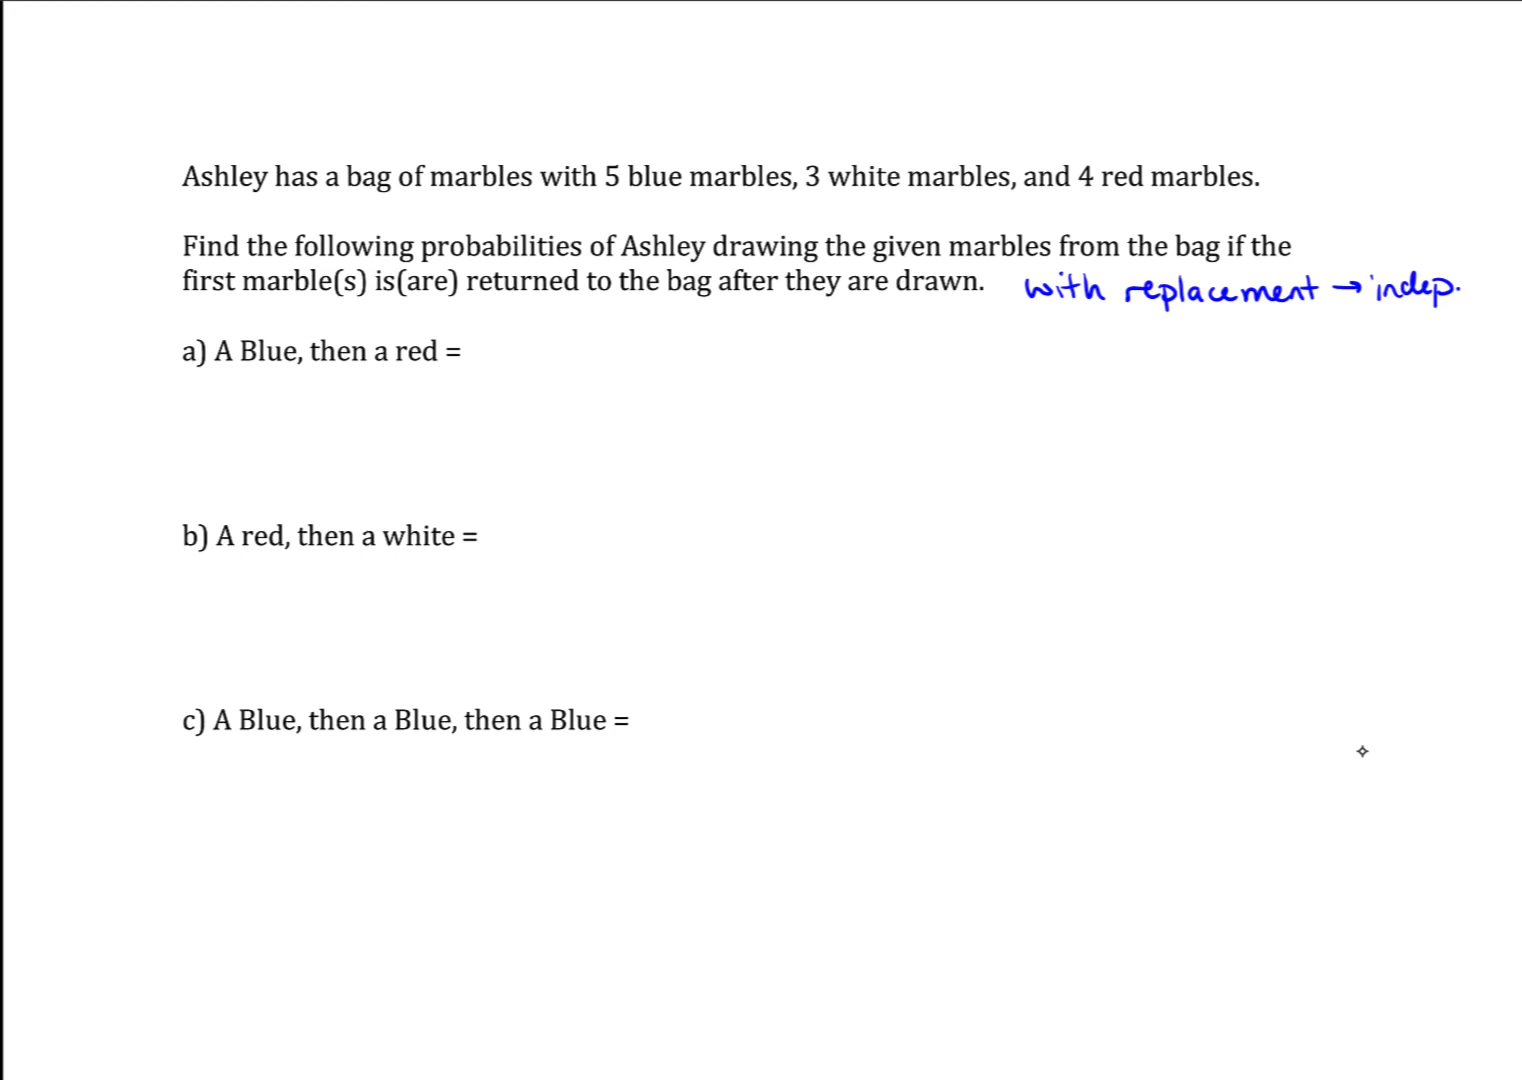 Ashley has a bag of marbles with 5 blue marbles, 3 white marbles, and 4 red marbles.
Find the following probabilities of Ashley drawing the given marbles from the bag if the
first marble(s) is(are) returned to the bag after they are drawn. with replacement → indep.
a) A Blue, then a red =
b) A red, then a white =
c) A Blue, then a Blue, then a Blue =